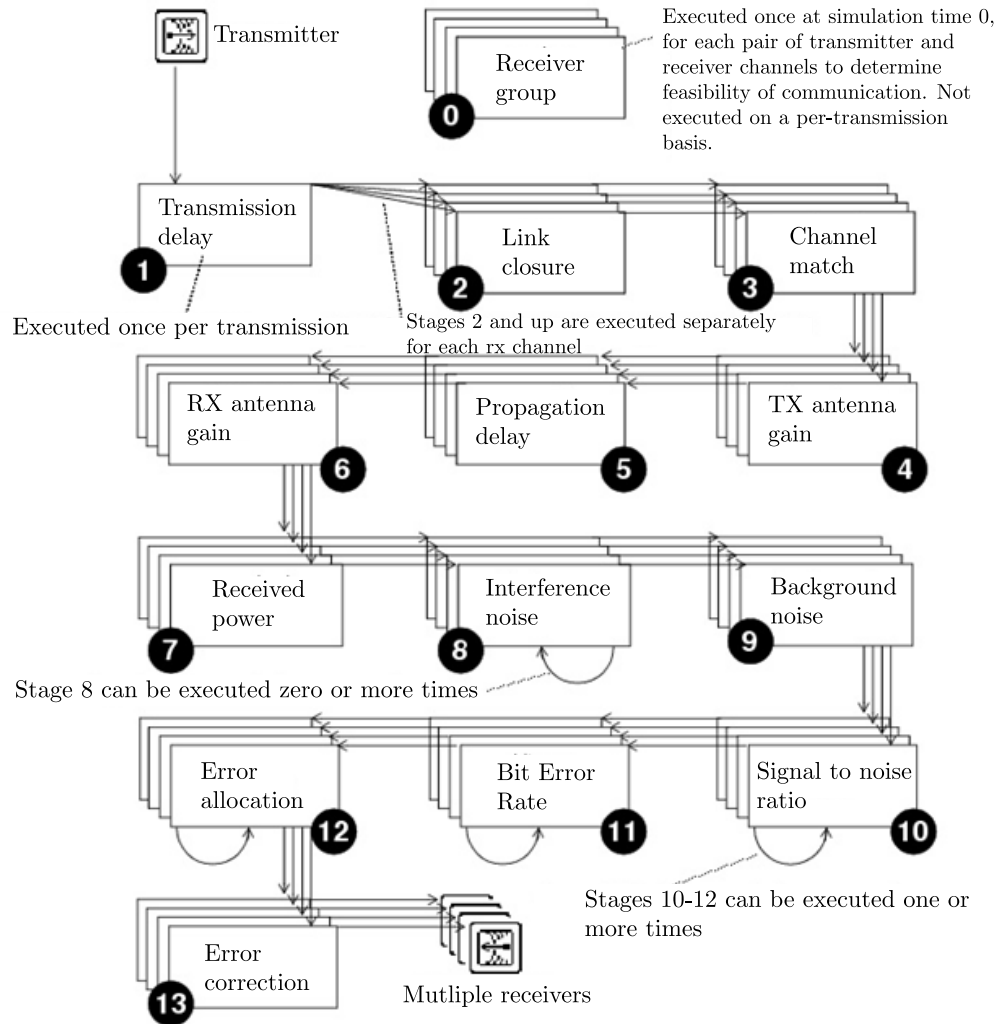 Transmitter
Receiver
group
0
Executed once at simulation time 0,
for each pair of transmitter and
receiver channels to determine
feasibility of communication. Not
executed on a per-transmission
basis.
Transmission
delay
1
Link
closure
2
Channel
match
3
Executed once per transmission
Stages 2 and up are executed separately
for each rx channel
RX antenna
gain
6
Propagation
delay
5
TX antenna
gain
4
Received
power
7
Interference
noise
8
Background
noise
9
Stage 8 can be executed zero or more times
Error
allocation
12
Bit Error
Rate
11
Signal to noise
ratio
10
Stages 10-12 can be executed one or
more times
Error
correction
13
Mutliple receivers